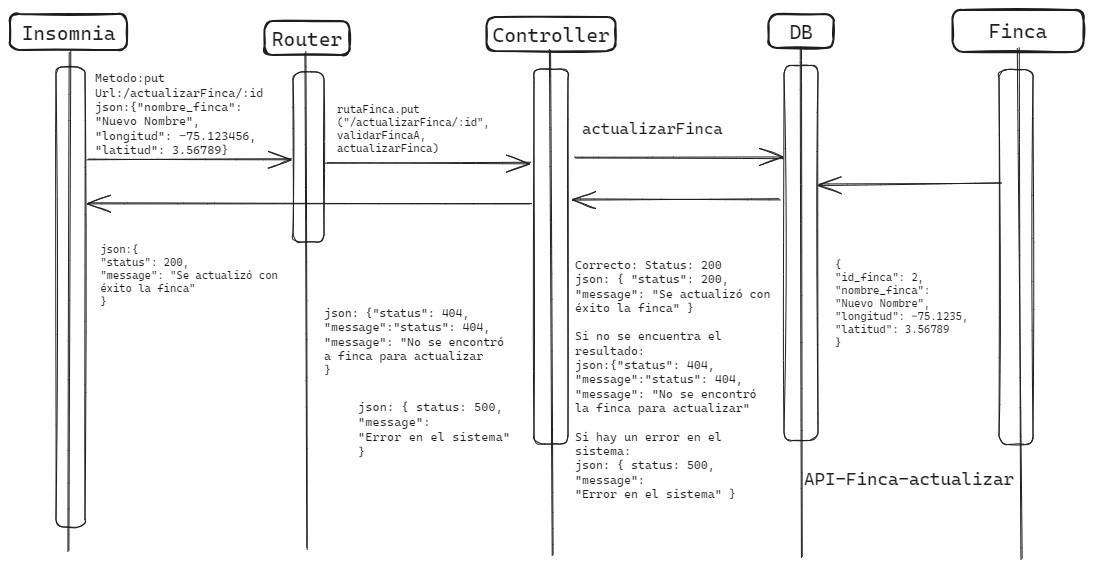 Insomnia
Router
Controller
DB
Finca
Metodo:put
Url:/actualizarFinca/:id
json:{"nombre_finca":
"Nuevo Nombre",
"longitud": -75.123456,
"latitud": 3.56789}
rutaFinca.put
("/actualizarFinca/:id",
validarFincaA,
actualizarFinca)
actualizarFinca
json:{
"status": 200,
"message": "Se actualizó con
éxito la finca"
}
json: {"status": 404,
"message":"status": 404,
"message": "No se encontró
a finca para actualizar
}
json: { status: 500,
"message":
"Error en el sistema"
}
Correcto: Status: 200
json: { "status": 200,
"message": "Se actualizó con
éxito la finca" }
Si no se encuentra el
resultado:
json:{"status": 404,
"message":"status": 404,
"message": "No se encontró
la finca para actualizar"
Si hay un error en el
sistema:
json: { status: 500,
"message":
"Error en el sistema" }
{
"id_finca": 2,
"nombre_finca":
"Nuevo Nombre",
"longitud": -75.1235,
"latitud": 3.56789
}
API-Finca-actualizar